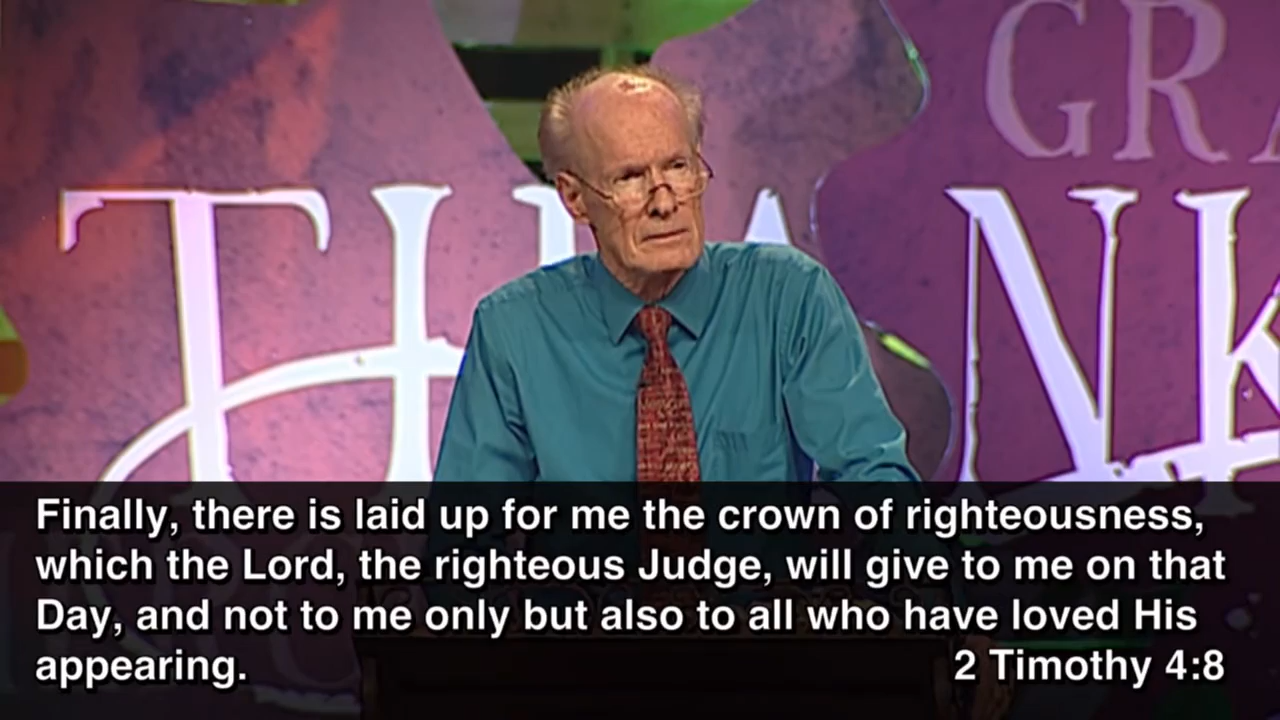 GRA
THANK
Finally, there is laid up for me the crown of righteousness,
which the Lord, the righteous Judge, will give to me on that
Day, and not to me only but also to all who have loved His
appearing. 2 Timothy 4:8